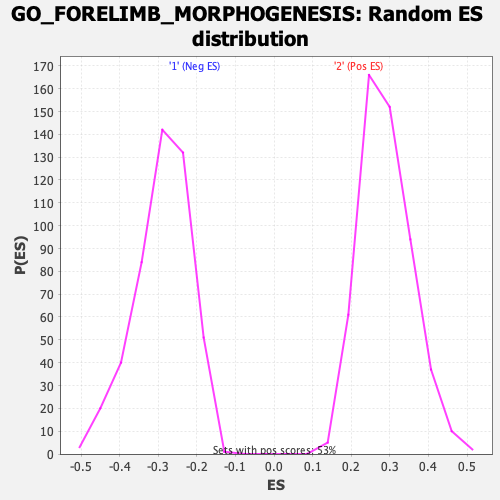 GO_FORELIMB_MORPHOGENESIS: Random ES
distribution
'1' (Neg ES) '2' (Pos ES)
170
160
150
140
130
120
110
100
90
80
70
60
50
40
30
20
10
0
P(ES)
Sets with pos scores: 53%
-0.5 -0.4 -0.3 -0.2 -0.1 0.0 0.1 0.2 0.3 0.4 0.5
ES